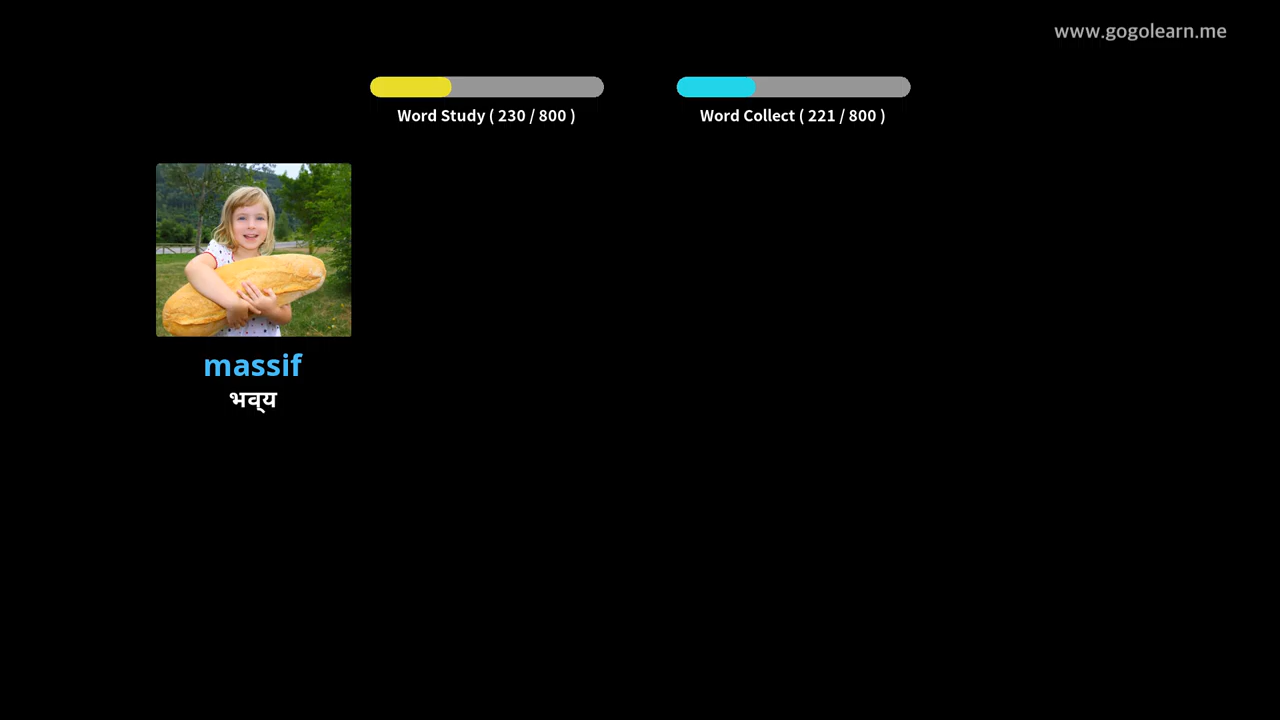 www.gogolearn.me
Word Study ( 230 / 800 )
Word Collect ( 221 / 800 )
massif
भव्‌य